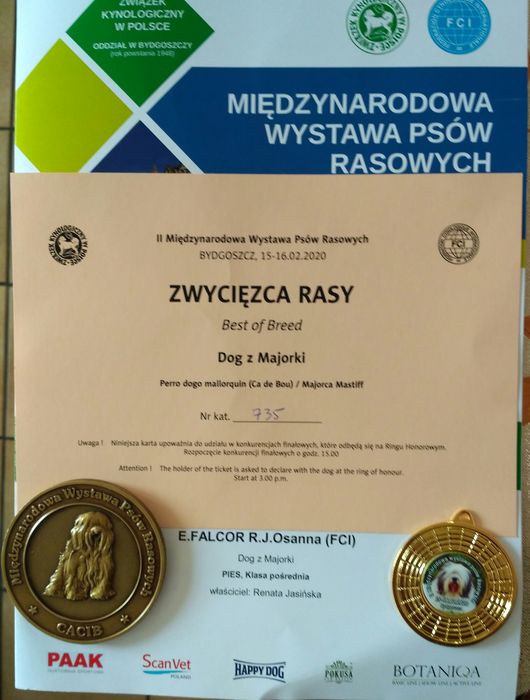 ZWIĄZEK
KYNOLOGICZNY
W POLSCE
ODDZIAŁ W BYDGOSZCZY
(rok powstania 1948)
FCI
MIĘDZYNARODOWA
WYSTAWA PSÓW
RASOWYCH
II Międzynarodowa Wystawa Psów Rasowych
BYDGOSZCZ, 15-16.02.2020
FCI
ZWYCIĘZCA RASY
Best of Breed
Dog z Majorki
Perro dogo mallorquin (Ca de Bou) / Majorca Mastiff
Nr kat. 735
Uwaga ! Niniejsza karta upoważnia do udziału w konkurencjach finałowych, które odbędą się na Ringu Honorowym.
Rozpoczęcie konkurencji finałowych o godz. 15.00
Attention ! The holder of the ticket is asked to declare with the dog at the ring of honour.
Start at 3.00 p.m.
Międzynarodowa Wystawa Psów Rasowych
CACIB
E.FALCOR R.J.Osanna (FCI)
Dog z Majorki
PIES, Klasa pośrednia
właściciel: Renata Jasińska
PAAK
ScanVet
POLAND
HAPPY DOG
POKUSA
BOTANIQA